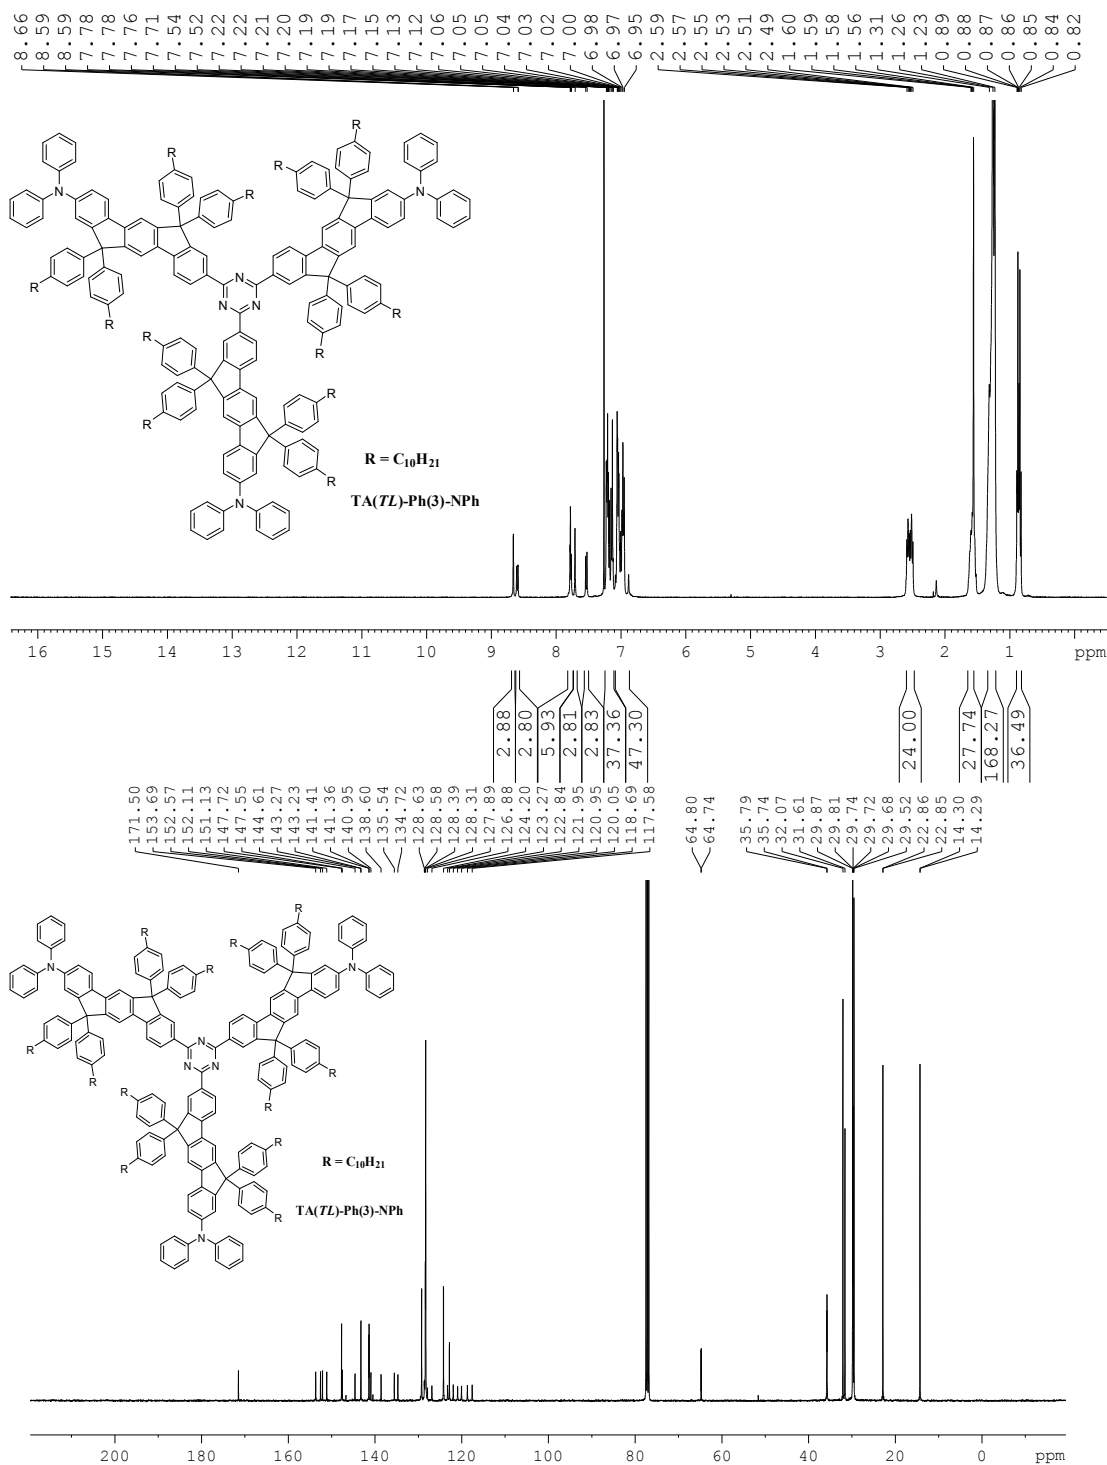 8.66 8.59 8.59 7.78 7.78 7.76 7.71 7.54 7.52 7.22 7.22 7.21 7.20 7.19 7.17 7.15 7.13 7.12 7.06 7.05 7.05 7.04 7.03 7.02 7.00 6.98 6.97 6.95 2.59 2.57 2.55 2.53 2.51 2.49 1.60 1.59 1.58 1.56 1.31 1.26 1.23 0.89 0.88 0.87 0.86 0.85 0.84 0.82
R R
R R
N R R N
R R R R
N
N N
R R R R
R R
R R
R = C10H21
TA(TL)-Ph(3)-NPh
N
16 15 14 13 12 11 10 9 8 7 6 5 4 3 2 1 ppm
2.88 2.80 5.93 2.81 2.83 37.36 47.30 24.00 27.74 168.27 36.49
171.50 153.69 152.57 152.11 151.13 147.72 147.55 144.61 143.27 143.23 141.41 141.36 140.95 138.60 135.54 134.72 128.63 128.58 128.39 128.31 127.89 126.88 124.20 123.27 122.84 121.95 120.95 120.05 118.69 117.58 64.80 64.74 35.79 35.74 32.07 31.61 29.87 29.81 29.74 29.72 29.68 29.52 22.86 22.85 14.30 14.29
R R
R R
N R R N
R R R R
N
N N
R R R R
R R
R R
R = C10H21
TA(TL)-Ph(3)-NPh
N
200 180 160 140 120 100 80 60 40 20 0 ppm